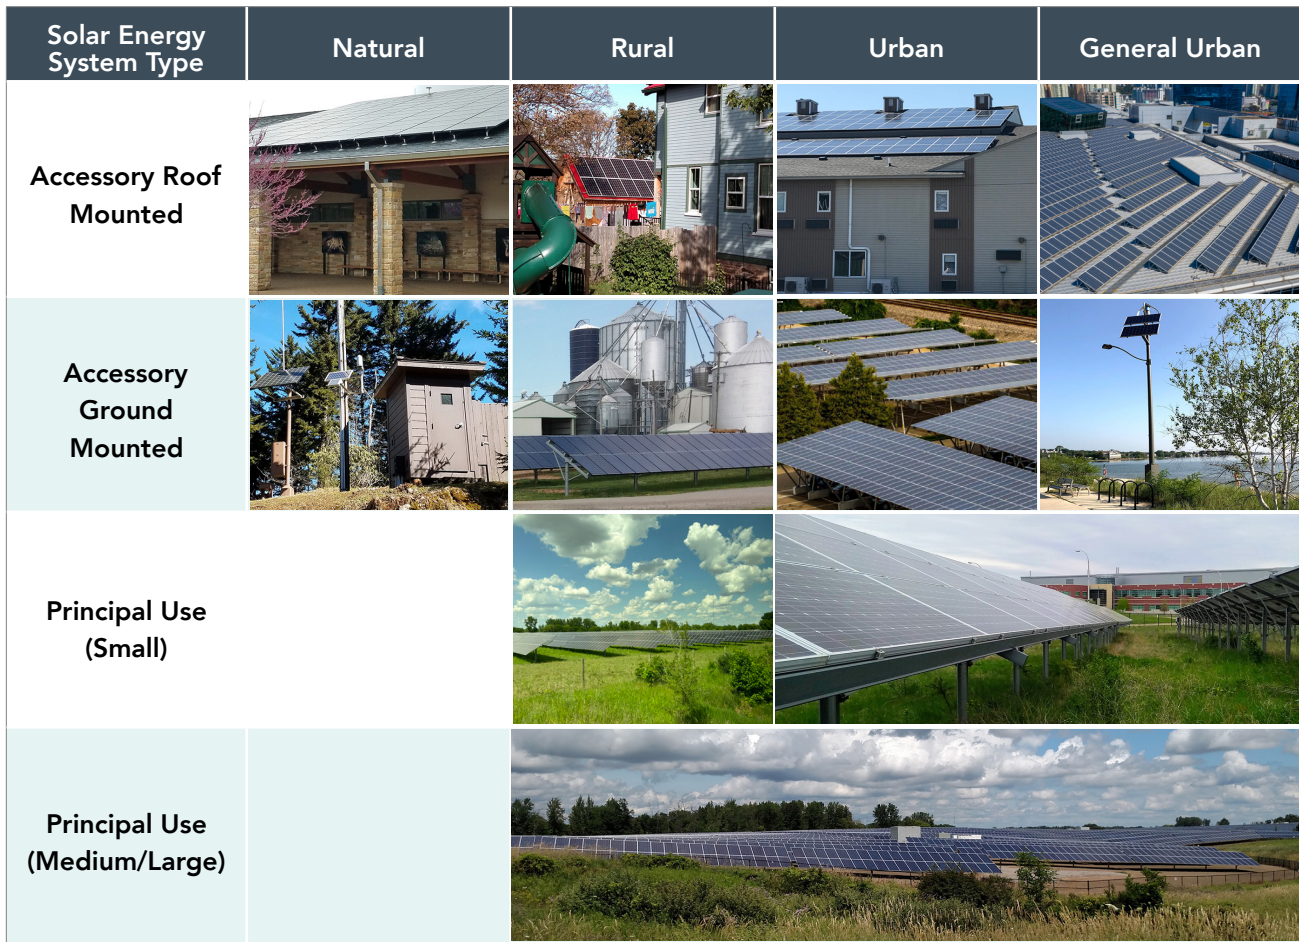 Solar Energy
System Type
Natural
Rural
Urban
General Urban
Accessory Roof
Mounted
Accessory
Ground
Mounted
Principal Use
(Small)
Principal Use
(Medium/Large)